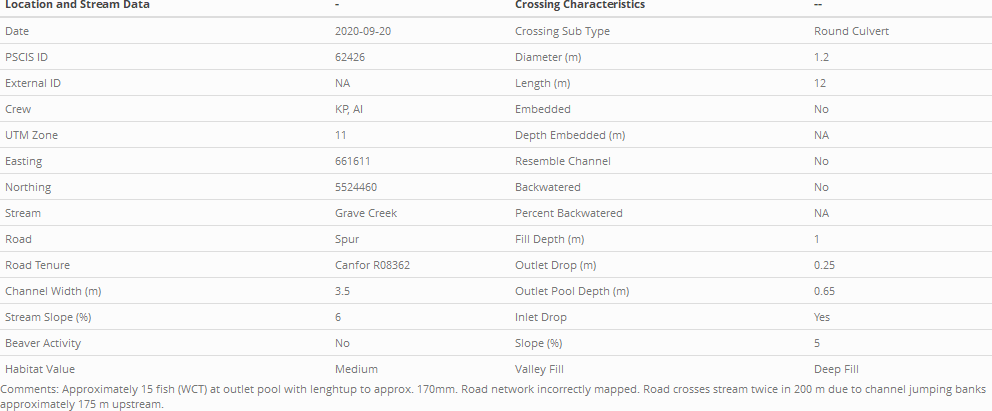 Location and Stream Data - Crossing Characteristics --
Date 2020-09-20 Crossing Sub Type Round Culvert
PSCIS ID 62426 Diameter (m) 1.2
External ID NA Length (m) 12
Crew KP, AI Embedded No
UTM Zone 11 Depth Embedded (m) NA
Easting 661611 Resemble Channel No
Northing 5524460 Backwatered No
Stream Grave Creek Percent Backwatered NA
Road Spur Fill Depth (m) 1
Road Tenure Canfor R08362 Outlet Drop (m) 0.25
Channel Width (m) 3.5 Outlet Pool Depth (m) 0.65
Stream Slope (%) 6 Inlet Drop Yes
Beaver Activity No Slope (%) 5
Habitat Value Medium Valley Fill Deep Fill
Comments: Approximately 15 fish (WCT) at outlet pool with lenghtup to approx. 170mm. Road network incorrectly mapped. Road crosses stream twice in 200 m due to channel jumping banks
approximately 175 m upstream.